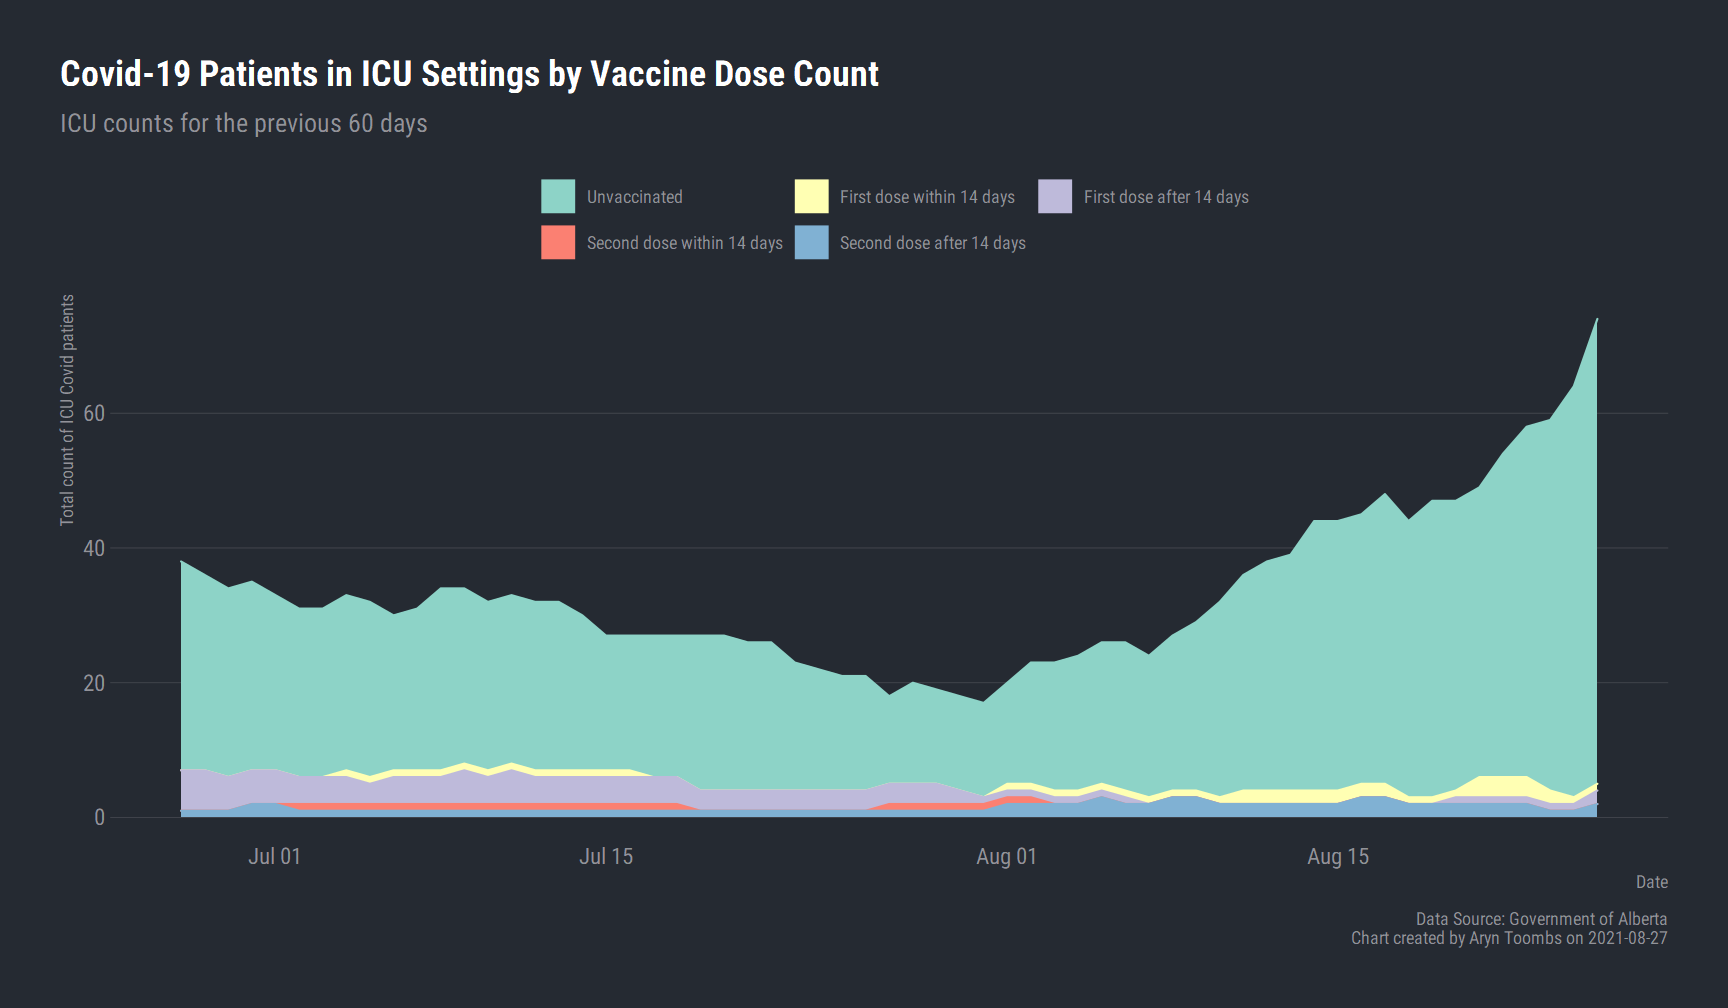 Covid-19 Patients in ICU Settings by Vaccine Dose Count
ICU counts for the previous 60 days
Unvaccinated
First dose within 14 days
First dose after 14 days
Second dose within 14 days
Second dose after 14 days
Total count of ICU Covid patients
60
40
20
0
Jul 01
Jul 15
Aug 01
Aug 15
Date
Data Source: Government of Alberta
Chart created by Aryn Toombs on 2021-08-27